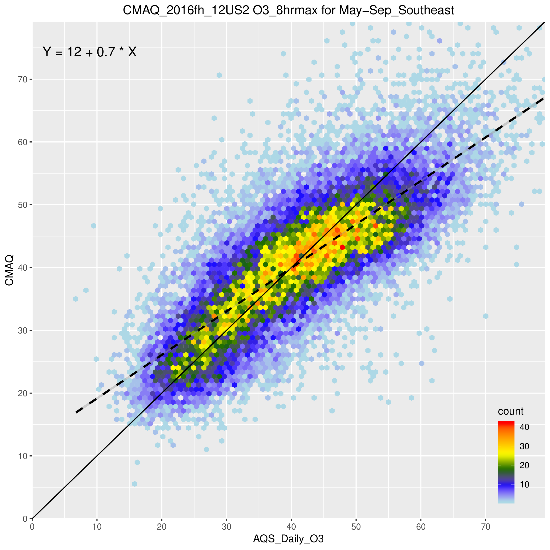 CMAQ_2016fh_12US2 O3_8hrmax for May−Sep_Southeast
Y = 12 + 0.7 * X
70
60
50
40
30
20
10
0
CMAQ
0 10 20 30 40 50 60 70
AQS_Daily_O3
count
40
30
20
10